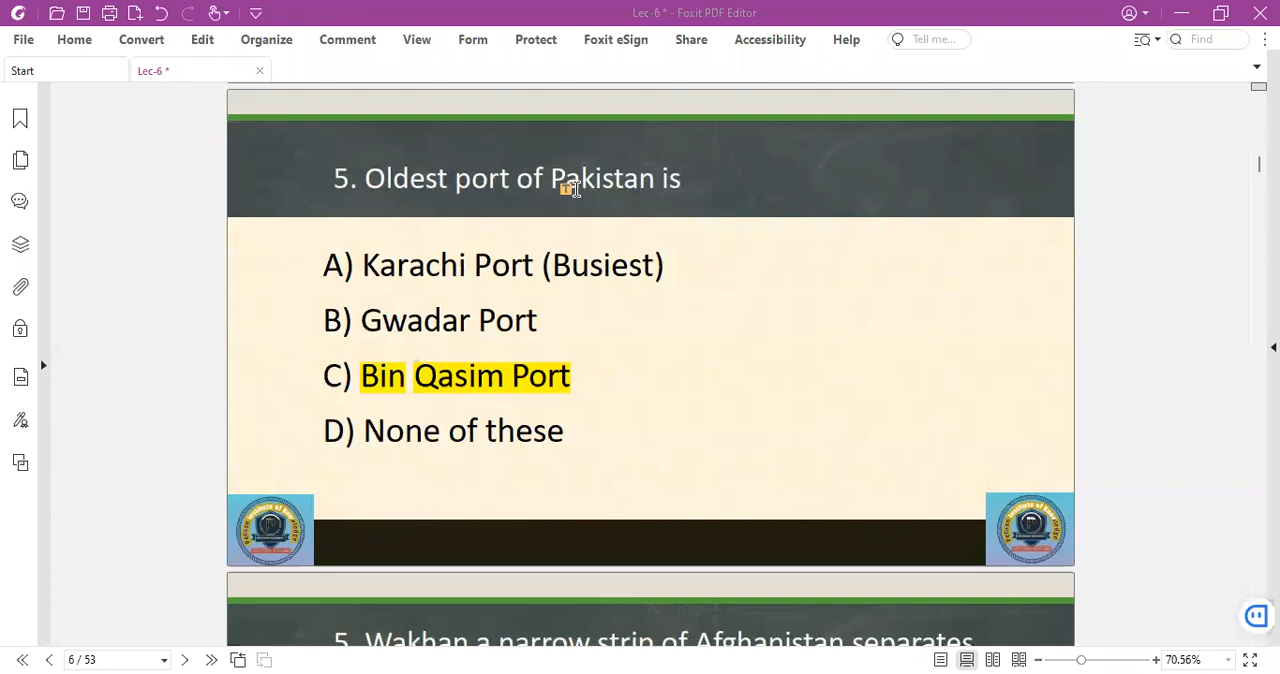 Lec-6 * - Foxit PDF Editor
File Home Convert Edit Organize Comment View Form Protect Foxit eSign Share Accessibility Help Tell me... Find
Start Lec-6 *
5. Oldest port of Pakistan is
A) Karachi Port (Busiest)
B) Gwadar Port
C) Bin Qasim Port
D) None of these
5. Wakhan a narrow strip of Afghanistan separates
6 / 53 70.56%